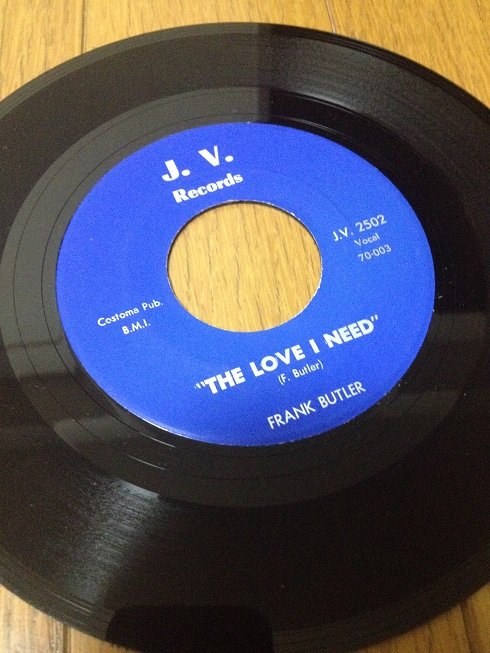 J. V.
Records
J.V. 2502
Vocal
70-003
Costoma Pub.
B.M.I.
"THE LOVE I NEED"
(F. Butler)
FRANK BUTLER